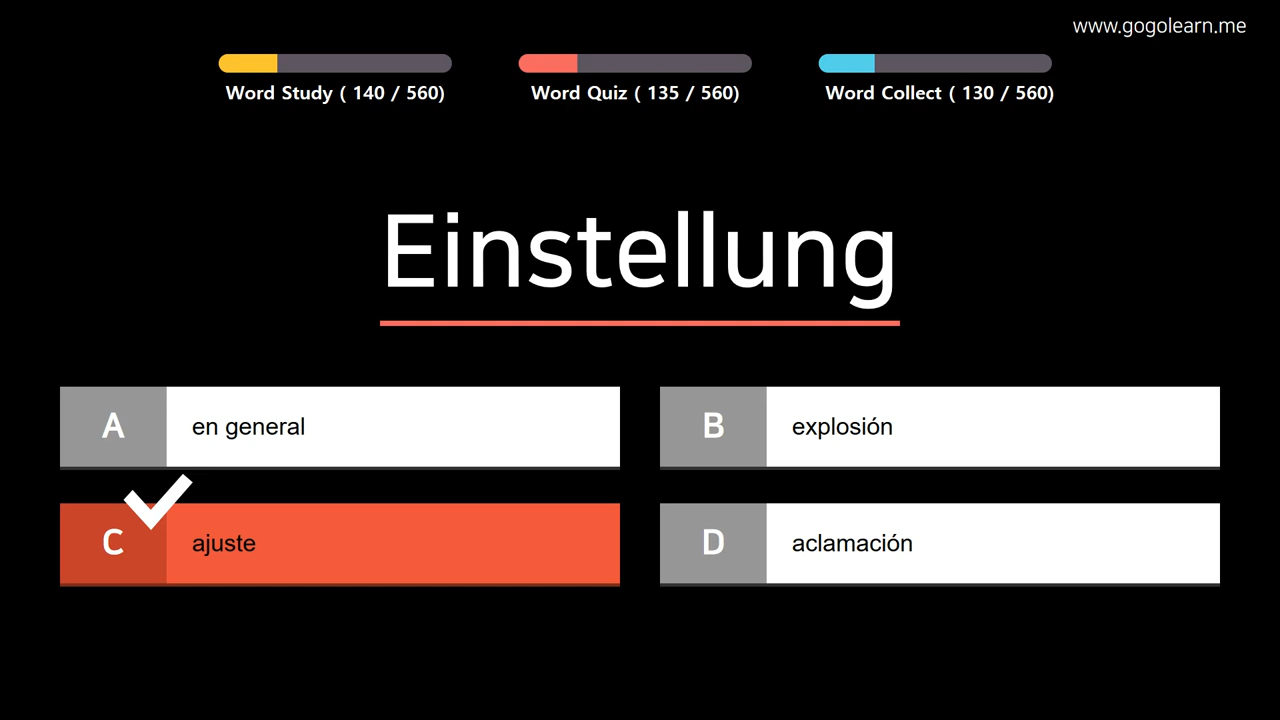 www.gogolearn.me
Word Study ( 140 / 560)
Word Quiz ( 135 / 560)
Word Collect ( 130 / 560)
Einstellung
A
en general
B
explosión
C
ajuste
D
aclamación